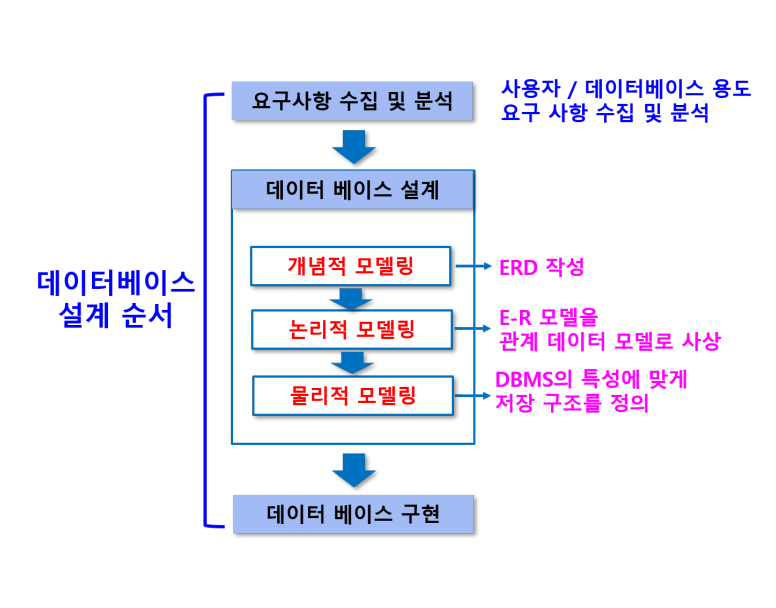 요구사항 수집 및 분석
사용자 / 데이터베이스 용도
요구 사항 수집 및 분석
데이터 베이스 설계
데이터베이스
설계 순서
개념적 모델링
ERD 작성
논리적 모델링
E-R 모델을
관계 데이터 모델로 사상
물리적 모델링
DBMS의 특성에 맞게
저장 구조를 정의
데이터 베이스 구현